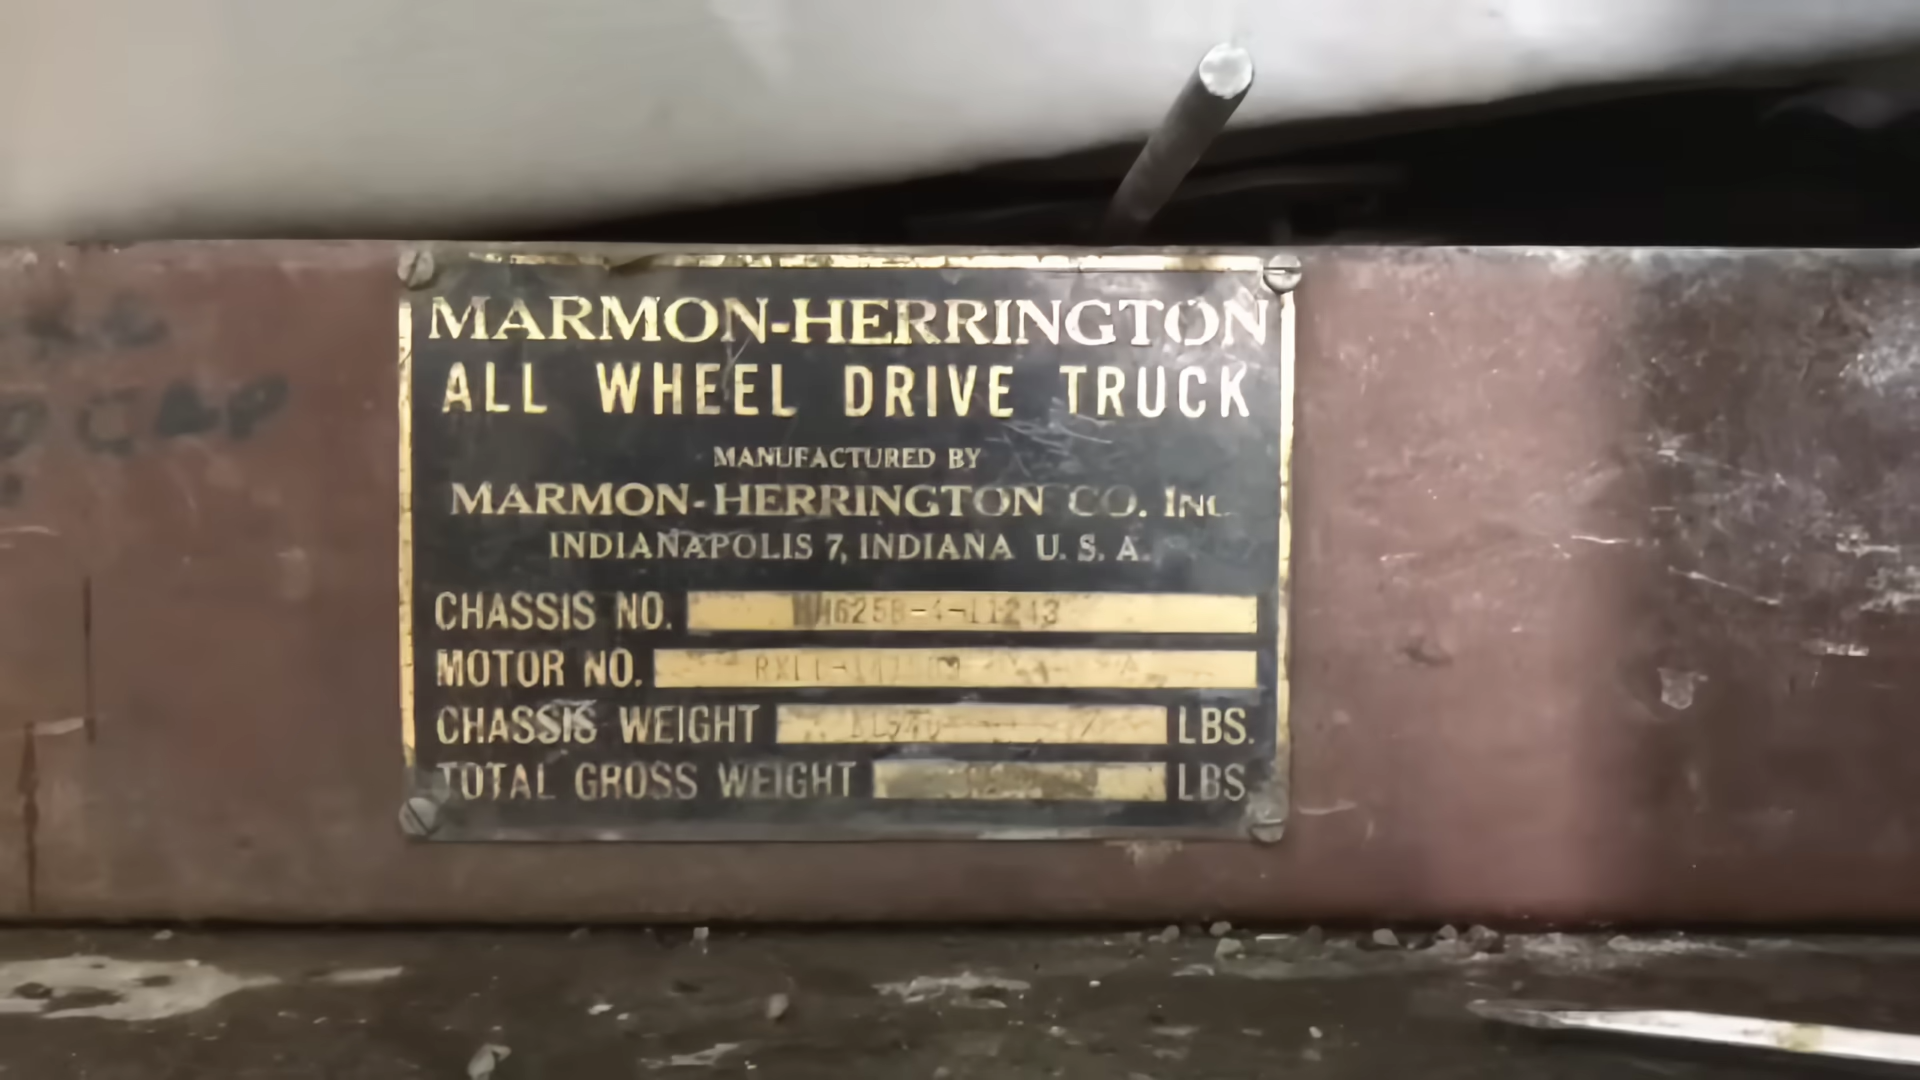 MARMON-HERRINGTON
ALL WHEEL DRIVE TRUCK
MANUFACTURED BY
MARMON-HERRINGTON CO. INC.
INDIANAPOLIS 7, INDIANA U. S. A.
CHASSIS NO.
MOTOR NO.
CHASSIS WEIGHT LBS.
TOTAL GROSS WEIGHT LBS
CAP